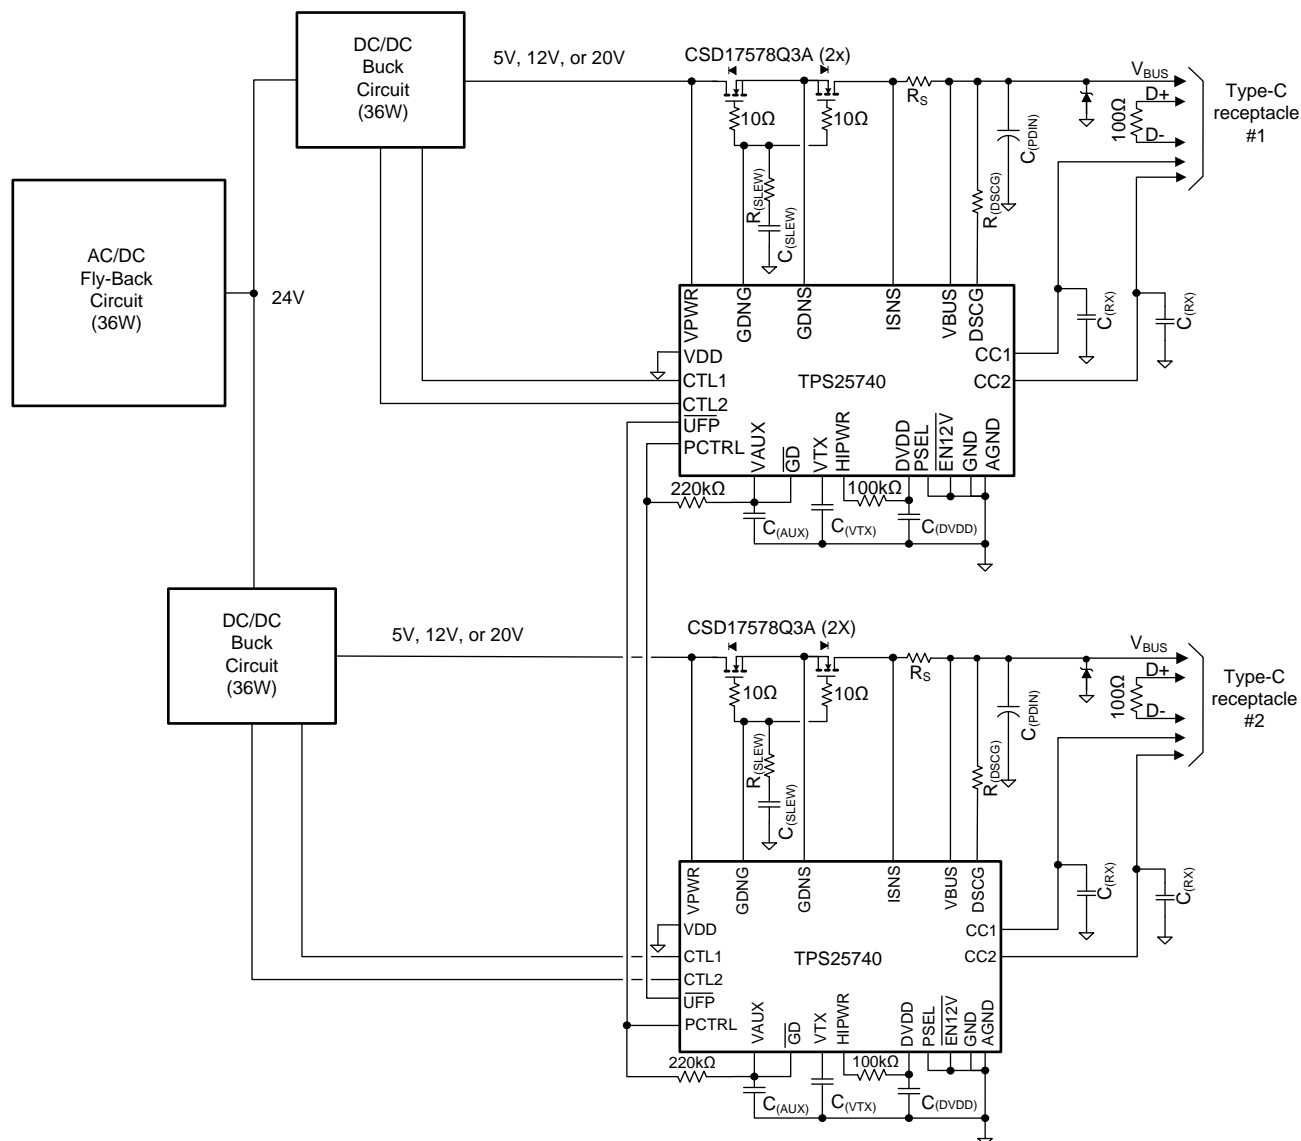 DC/DC
Buck
Circuit
(36W)
5V, 12V, or 20V
CSD17578Q3A (2x)
10Ω
10Ω
R(SLEW)
C(SLEW)
RS
C(PDIN)
R(DSCG)
VBUS
D+
100Ω
D-
Type-C
receptacle
#1
AC/DC
Fly-Back
Circuit
(36W)
24V
VPWR
GDNG
GDNS
ISNS
VBUS
DSCG
C(RX)
C(RX)
VDD
CTL1
CTL2
UFP
PCTRL
TPS25740
CC1
CC2
VAUX
GD
VTX
HIPWR
DVDD
PSEL
EN12V
GND
AGND
220kΩ
100kΩ
C(AUX)
C(VTX)
C(DVDD)
DC/DC
Buck
Circuit
(36W)
5V, 12V, or 20V
CSD17578Q3A (2X)
10Ω
10Ω
R(SLEW)
C(SLEW)
RS
C(PDIN)
R(DSCG)
VBUS
D+
100Ω
D-
Type-C
receptacle
#2
VPWR
GDNG
GDNS
ISNS
VBUS
DSCG
C(RX)
C(RX)
VDD
CTL1
CTL2
UFP
PCTRL
TPS25740
CC1
CC2
VAUX
GD
VTX
HIPWR
DVDD
PSEL
EN12V
GND
AGND
220kΩ
100kΩ
C(AUX)
C(VTX)
C(DVDD)